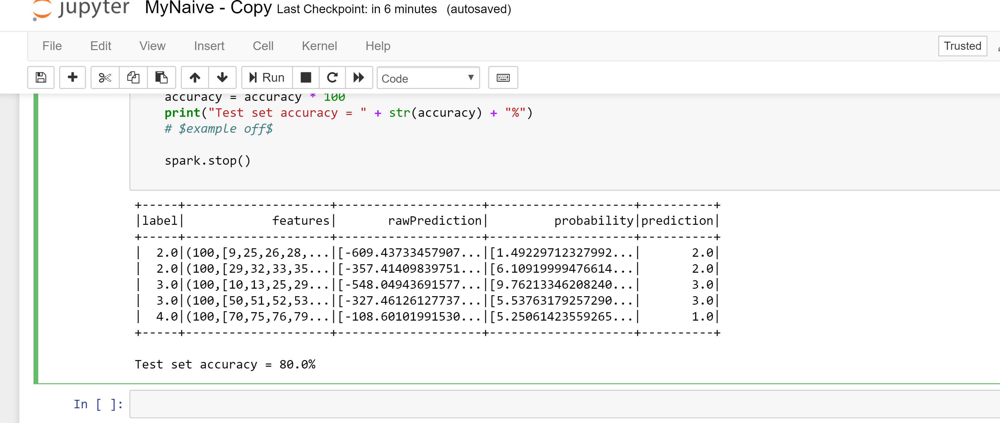 jupyter MyNaive - Copy Last Checkpoint: in 6 minutes (autosaved)
File Edit View Insert Cell Kernel Help Trusted
Run Code
accuracy = accuracy * 100
print("Test set accuracy = " + str(accuracy) + "%")
# $example off$
spark.stop()
+-----+--------------------+--------------------+--------------------+----------+
|label|            features|       rawPrediction|         probability|prediction|
+-----+--------------------+--------------------+--------------------+----------+
|  2.0|(100,[9,25,26,28,...|[-609.43733457907...|[1.49229712327992...|       2.0|
|  2.0|(100,[29,32,33,35...|[-357.41409839751...|[6.10919999476614...|       2.0|
|  3.0|(100,[10,13,25,29...|[-548.04943691577...|[9.76213346208240...|       3.0|
|  3.0|(100,[50,51,52,53...|[-327.46126127737...|[5.53763179257290...|       3.0|
|  4.0|(100,[70,75,76,79...|[-108.60101991530...|[5.25061423559265...|       1.0|
+-----+--------------------+--------------------+--------------------+----------+
Test set accuracy = 80.0%
In [ ]: